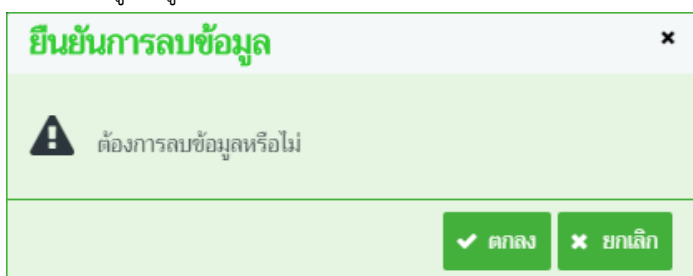 ยืนยันการลบข้อมูล
ต้องการลบข้อมูลหรือไม่
ตกลง ยกเลิก